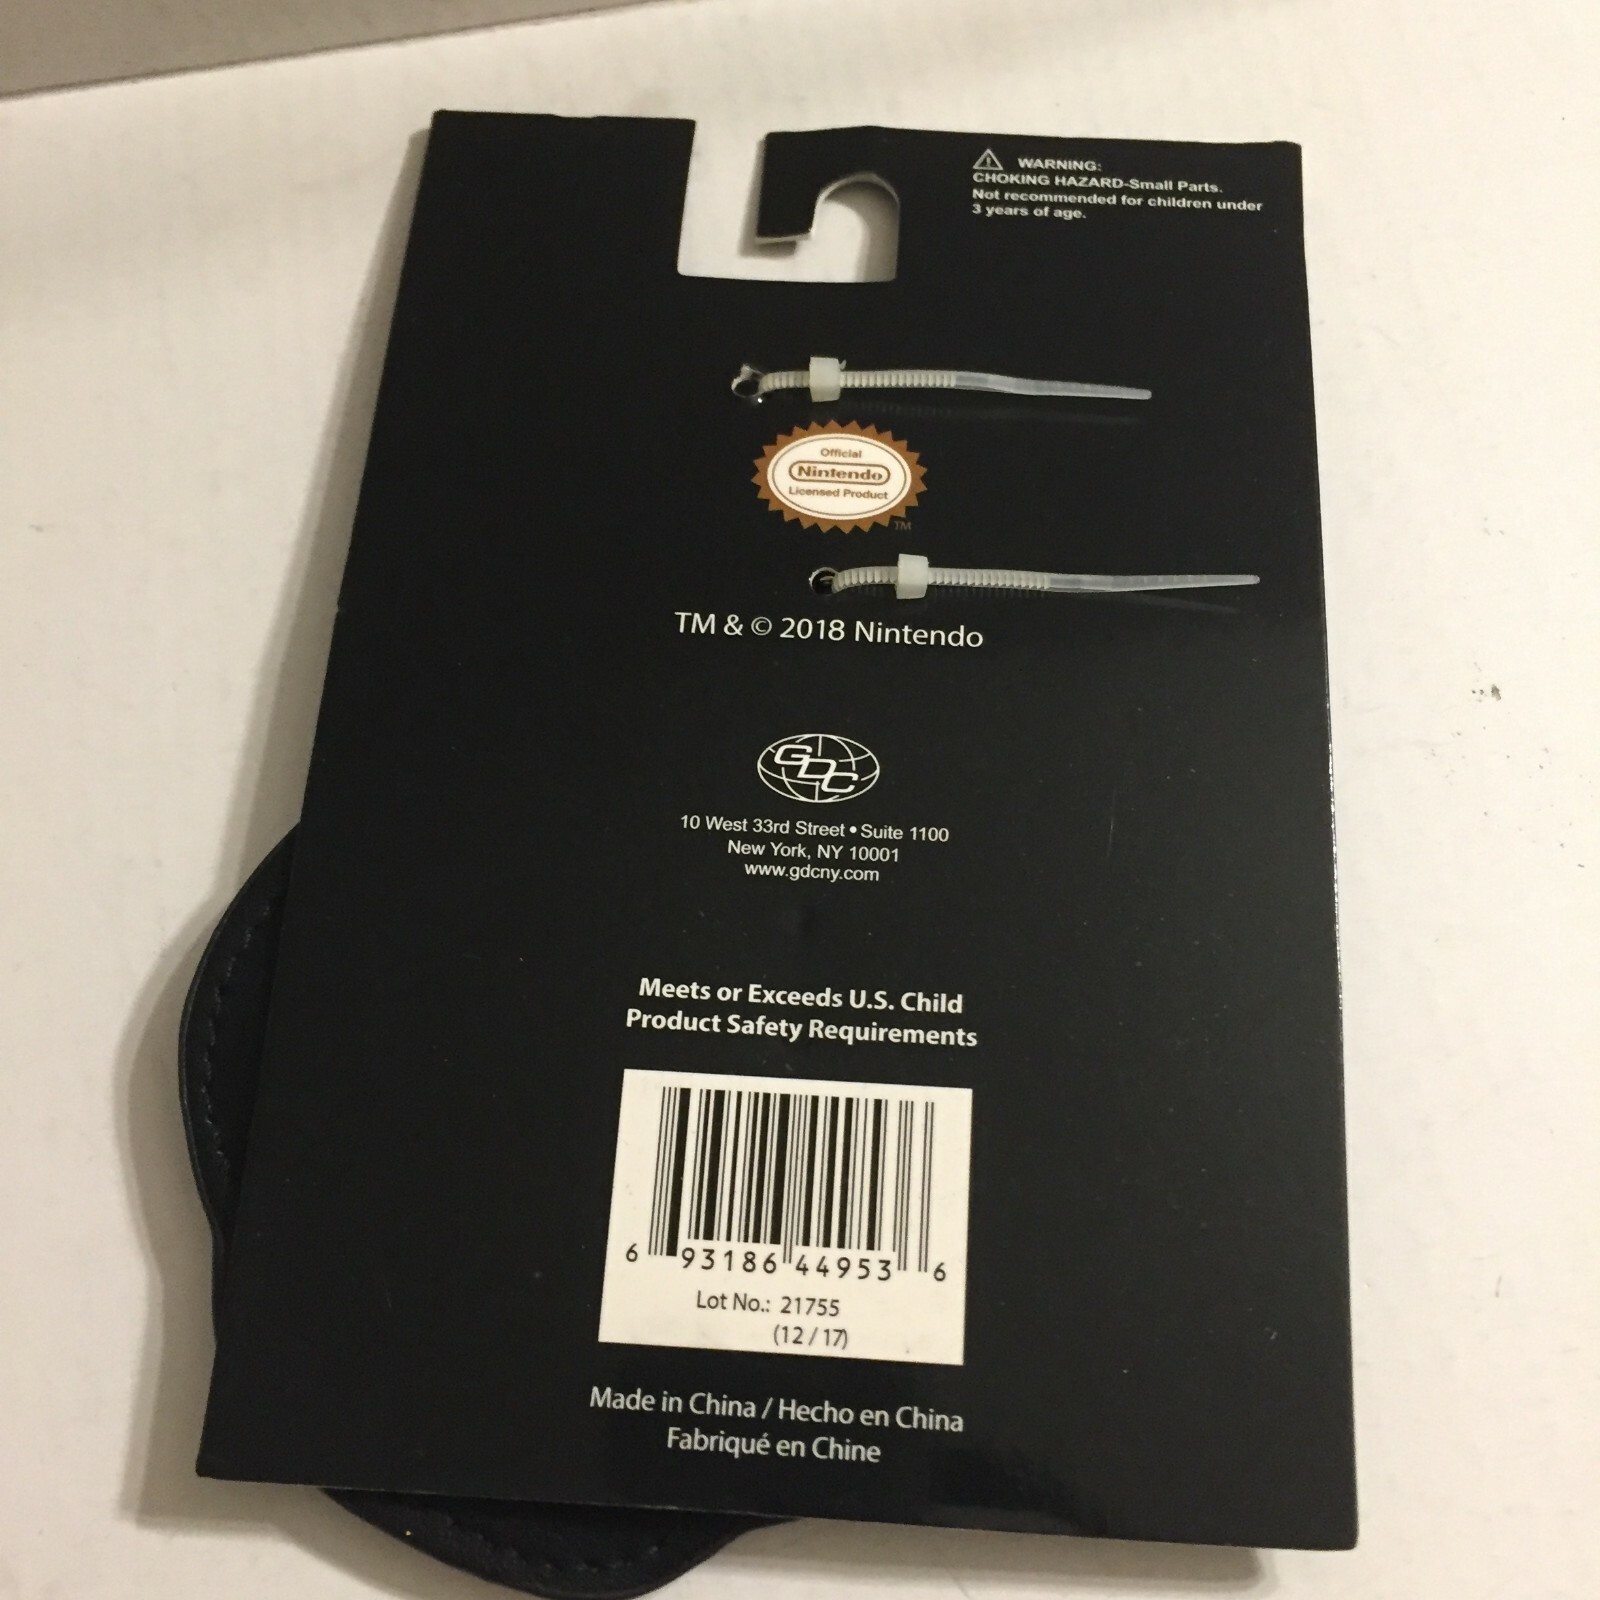 WARNING:
CHOKING HAZARD-Small Parts.
Not recommended for children under
3 years of age.
Official
Nintendo
Licensed Product
TM
TM & © 2018 Nintendo
GDC
10 West 33rd Street • Suite 1100
New York, NY 10001
www.gdcny.com
Meets or Exceeds U.S. Child
Product Safety Requirements
6 93186 44953 6
Lot No.: 21755
(12/17)
Made in China / Hecho en China
Fabriqué en Chine